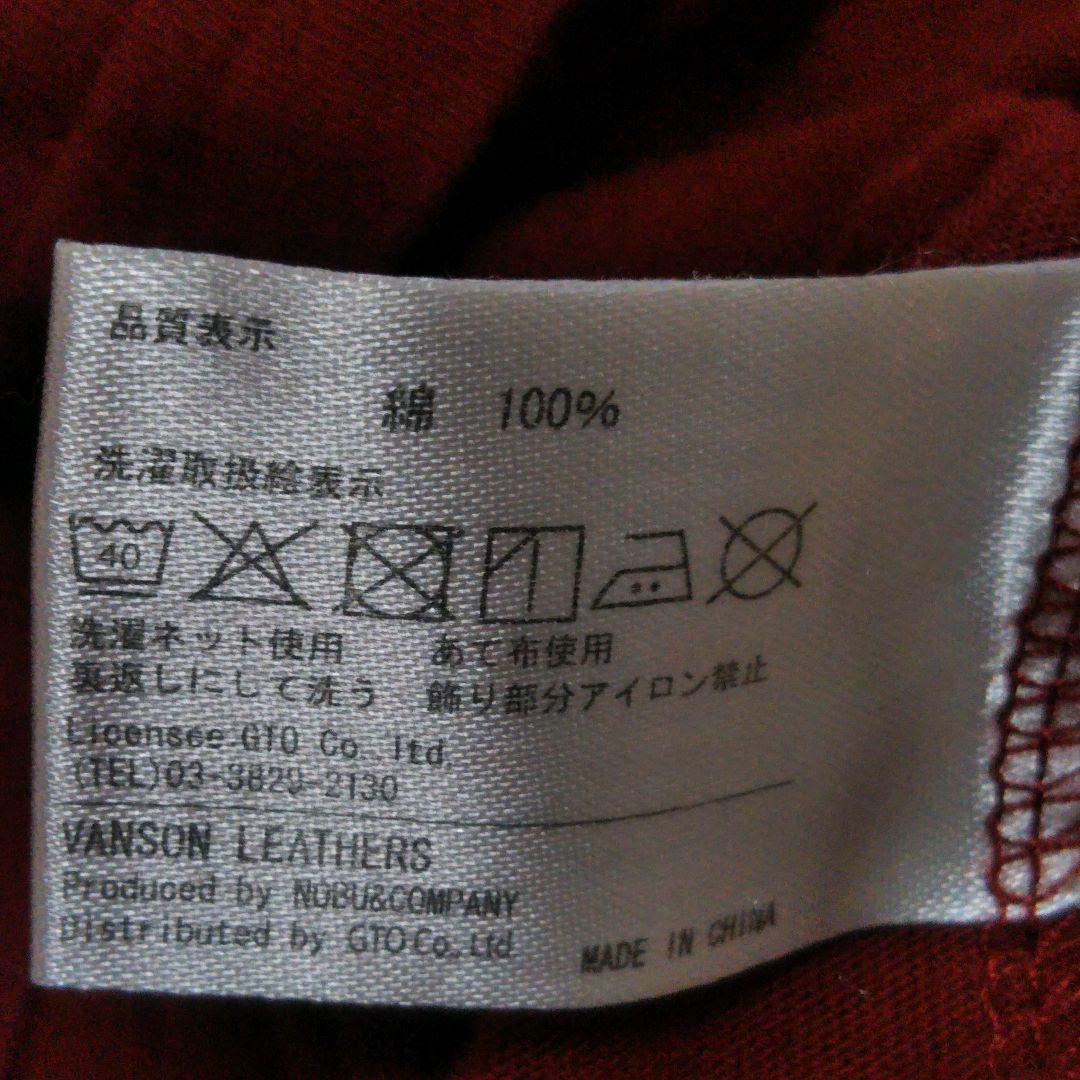 品質表示
綿 100%
洗濯取扱絵表示
40
洗濯ネット使用 あて布使用
裏返しにして洗う 飾り部分アイロン禁止
Licensee.GTO Co. ltd.
(TEL)03-3829-2130
VANSON LEATHERS
Produced by NOBU&COMPANY
Distributed by GTO Co., Ltd
MADE IN CHINA